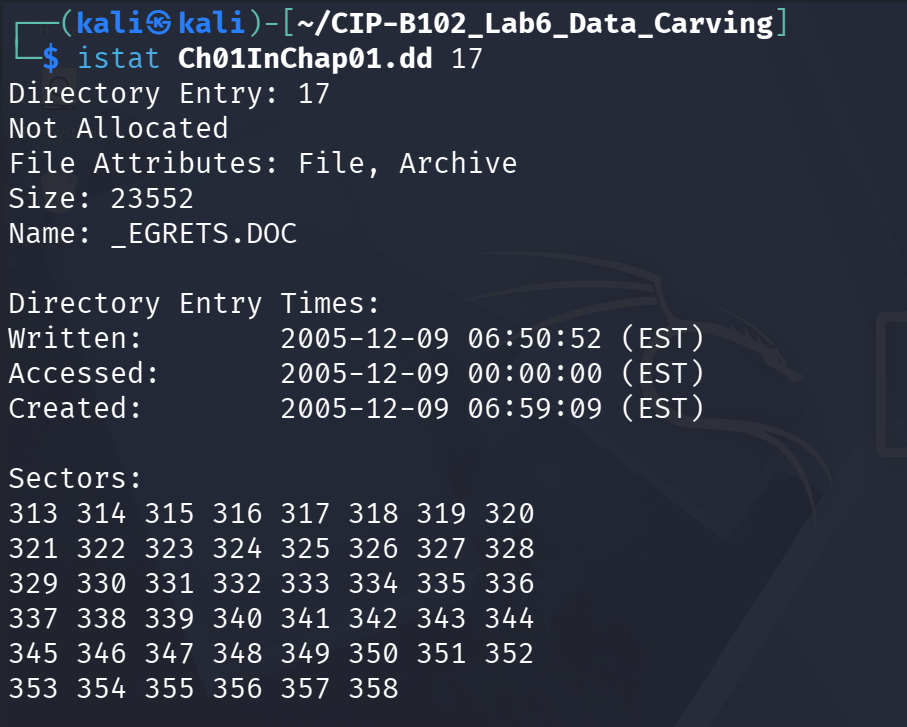 ┌──(kali㉿kali)-[~/CIP-B102_Lab6_Data_Carving]
└─$ istat Ch01InChap01.dd 17
Directory Entry: 17
Not Allocated
File Attributes: File, Archive
Size: 23552
Name: _EGRETS.DOC

Directory Entry Times:
Written:        2005-12-09 06:50:52 (EST)
Accessed:       2005-12-09 00:00:00 (EST)
Created:        2005-12-09 06:59:09 (EST)

Sectors:
313 314 315 316 317 318 319 320
321 322 323 324 325 326 327 328
329 330 331 332 333 334 335 336
337 338 339 340 341 342 343 344
345 346 347 348 349 350 351 352
353 354 355 356 357 358